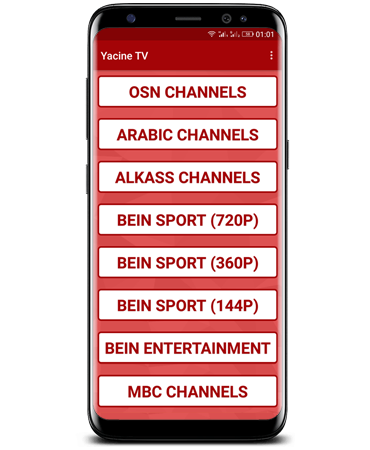 01:01
Yacine TV
OSN CHANNELS
ARABIC CHANNELS
ALKASS CHANNELS
BEIN SPORT (720P)
BEIN SPORT (360P)
BEIN SPORT (144P)
BEIN ENTERTAINMENT
MBC CHANNELS